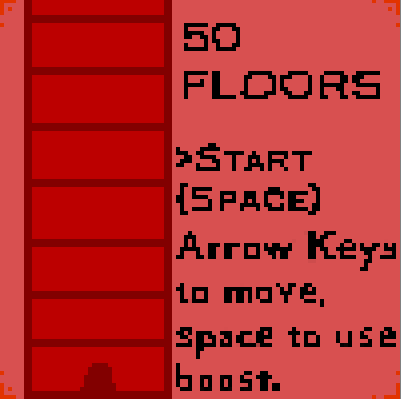 50
FLOORS
>START
(SPACE)
Arrow Keys
to move,
space to use
boost.